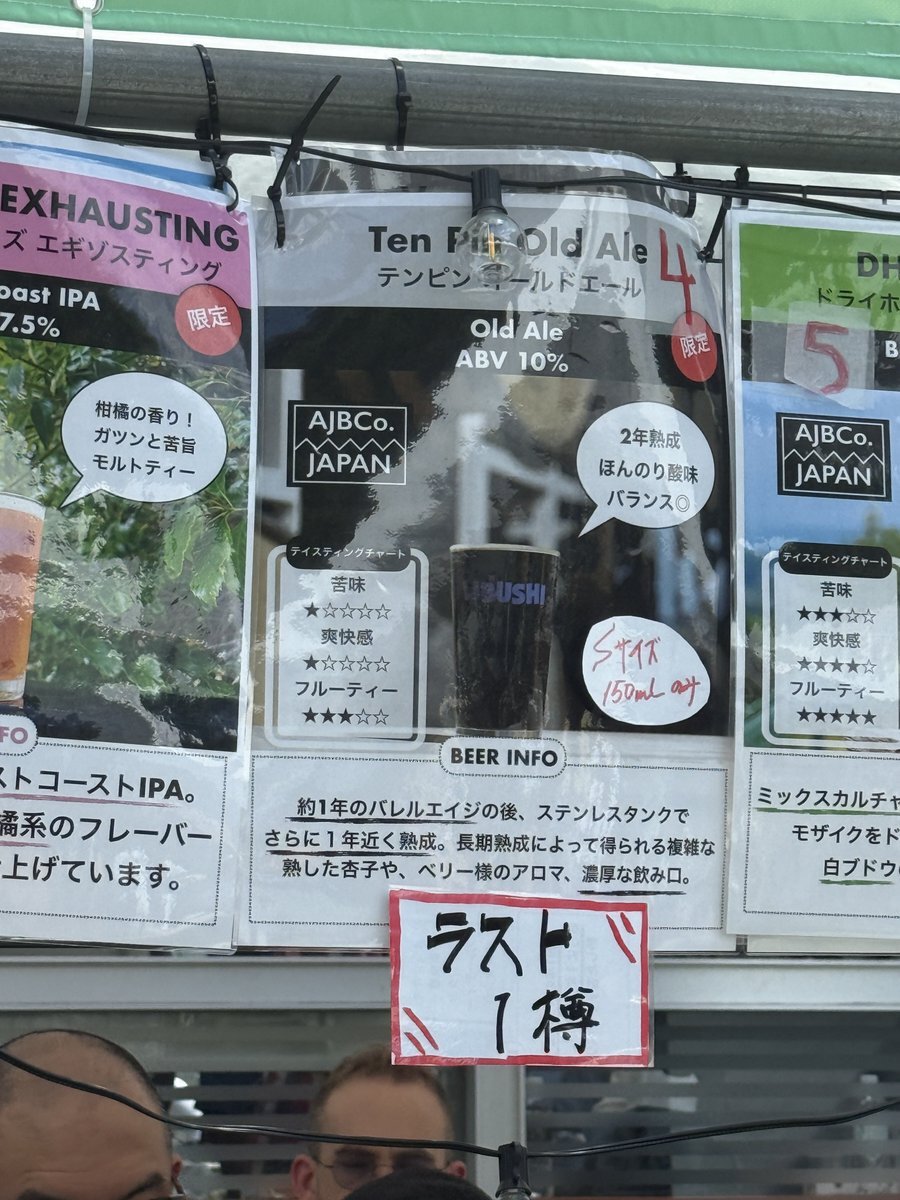 EXHAUSTING
ズ エギゾスティング
oast IPA
7.5%
限定
柑橘の香り！
ガツンと苦旨
モルトティー
FO
ストコーストIPA。
橘系のフレーバー
上げています。
Ten Pin Old Ale
テンピン オールドエール
4
Old Ale
ABV 10%
限定
AJBCo.
JAPAN
2年熟成
ほんのり酸味
バランス◎
テイスティングチャート
苦味
★☆☆☆☆
爽快感
★☆☆☆☆
フルーティー
★★★☆☆
IBUSHI
Sサイズ
150ml
BEER INFO
約1年のバレルエイジの後、ステンレスタンクで
さらに１年近く熟成。長期熟成によって得られる複雑な
熟した杏子や、ベリー様のアロマ、濃厚な飲み口。
ラスト
1樽
DH
ドライホ
5
B
AJBCo.
JAPAN
テイスティングチャート
苦味
★★★☆☆
爽快感
★★★★☆
フルーティー
★★★★★
ミックスカルチャ
モザイクをド
白ブドウの